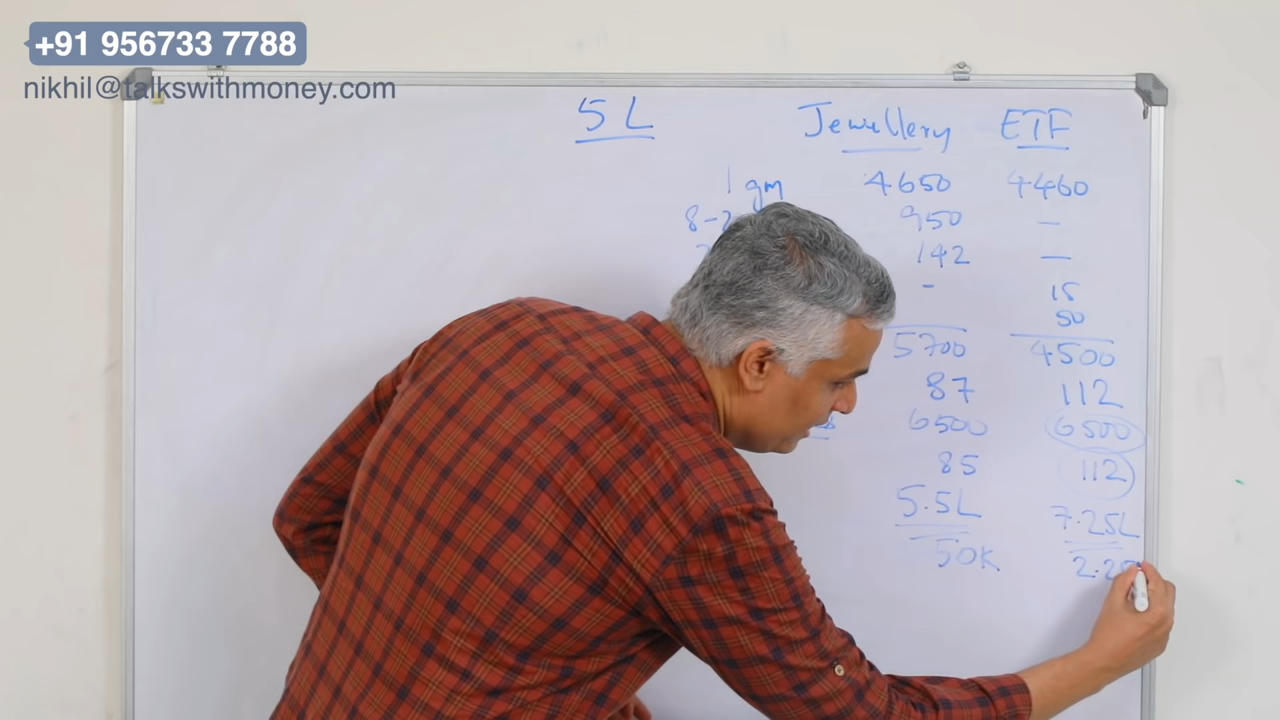 +91 956733 7788
nikhil@talkswithmoney.com
5 L Jewellery ETF
1 gm 4650 4460
950 —
142 —
- 15
50
5700 4500
87 112
6500 6500
85 112
5.5L 7.25L
50K